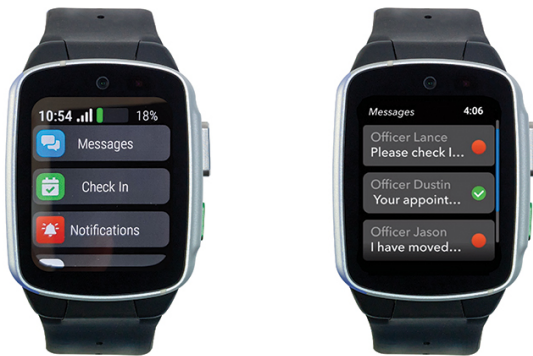 10:54 18%
Messages
Check In
Notifications
Messages 4:06
Officer Lance
Please check I...
Officer Dustin
Your appoint...
Officer Jason
I have moved...